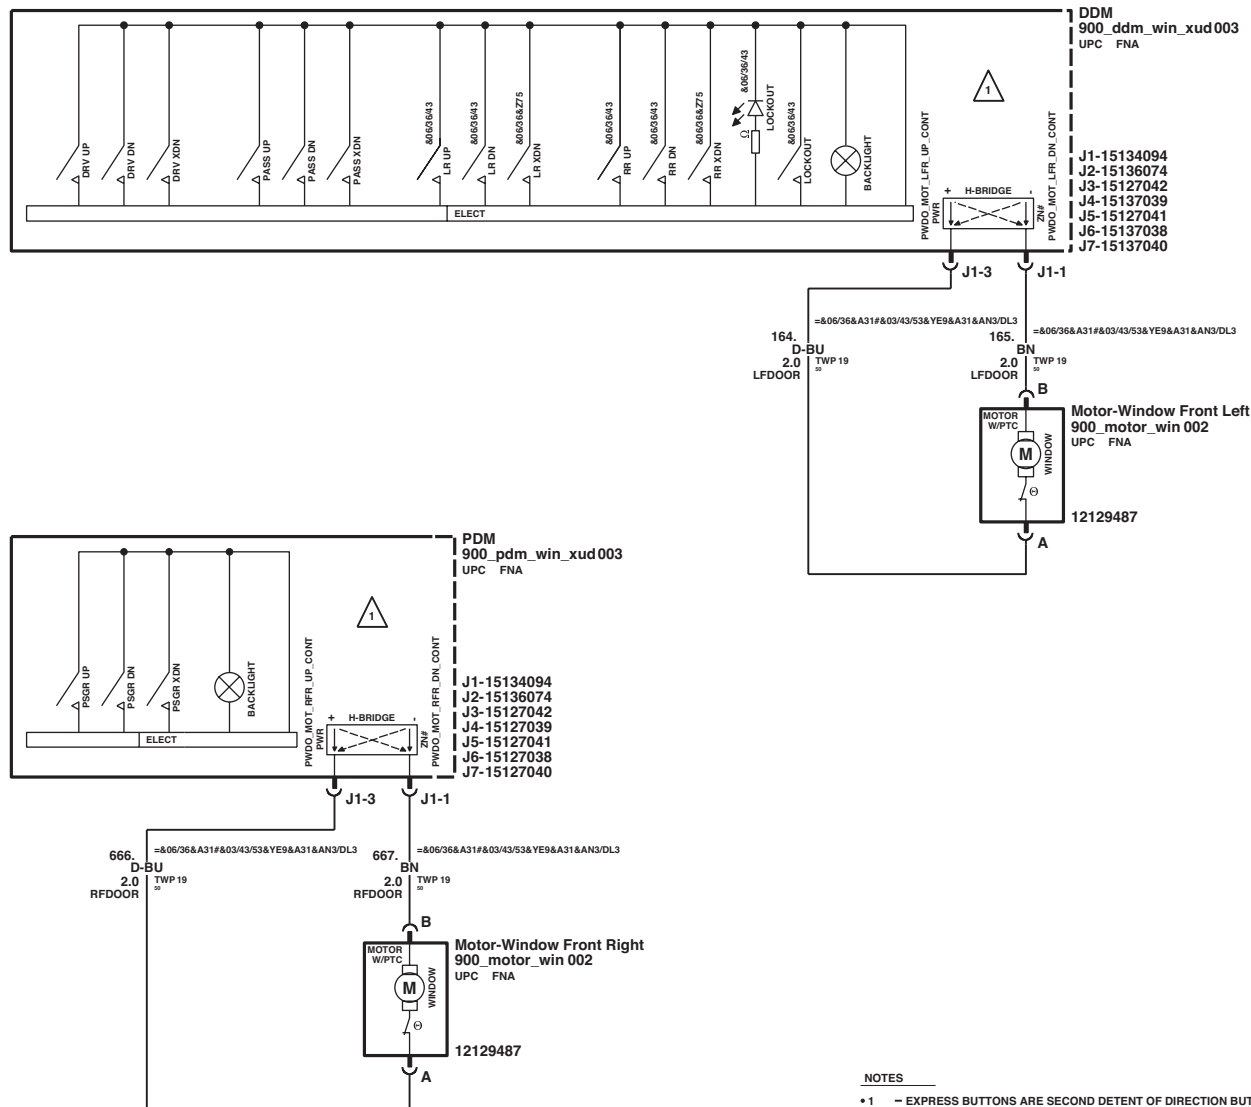 DDM
900_ddm_win_xud 003
UPC FNA
&06/36/43
&06/36/43
&06/36&Z75
&06/36/43
&06/36/43
&06/36&Z75
&06/36/43
&06/36/43
DRV UP
DRV DN
DRV XDN
PASS UP
PASS DN
PASS XDN
LR UP
LR DN
LR XDN
RR UP
RR DN
RR XDN
Ω
LOCKOUT
LOCKOUT
BACKLIGHT
1
PWDO_MOT_LFR_UP_CONT
PWR
+ H-BRIDGE -
ZN#
PWDO_MOT_LFR_DN_CONT
ELECT
J1-15134094
J2-15136074
J3-15127042
J4-15137039
J5-15127041
J6-15137038
J7-15137040
J1-3
J1-1
=&06/36&A31#&03/43/53&YE9&A31&AN3/DL3
=&06/36&A31#&03/43/53&YE9&A31&AN3/DL3
164.
D-BU
2.0
LFDOOR
TWP 19
50
165.
BN
2.0
LFDOOR
TWP 19
50
B
MOTOR
W/PTC
M
WINDOW
Θ
Motor-Window Front Left
900_motor_win 002
UPC FNA
12129487
A
PDM
900_pdm_win_xud 003
UPC FNA
PSGR UP
PSGR DN
PSGR XDN
BACKLIGHT
1
PWDO_MOT_RFR_UP_CONT
PWR
+ H-BRIDGE -
ZN#
PWDO_MOT_RFR_DN_CONT
ELECT
J1-15134094
J2-15136074
J3-15127042
J4-15127039
J5-15127041
J6-15127038
J7-15127040
J1-3
J1-1
=&06/36&A31#&03/43/53&YE9&A31&AN3/DL3
=&06/36&A31#&03/43/53&YE9&A31&AN3/DL3
666.
D-BU
2.0
RFDOOR
TWP 19
50
667.
BN
2.0
RFDOOR
TWP 19
50
B
MOTOR
W/PTC
M
WINDOW
Θ
Motor-Window Front Right
900_motor_win 002
UPC FNA
12129487
A
NOTES
• 1 – EXPRESS BUTTONS ARE SECOND DETENT OF DIRECTION BUT